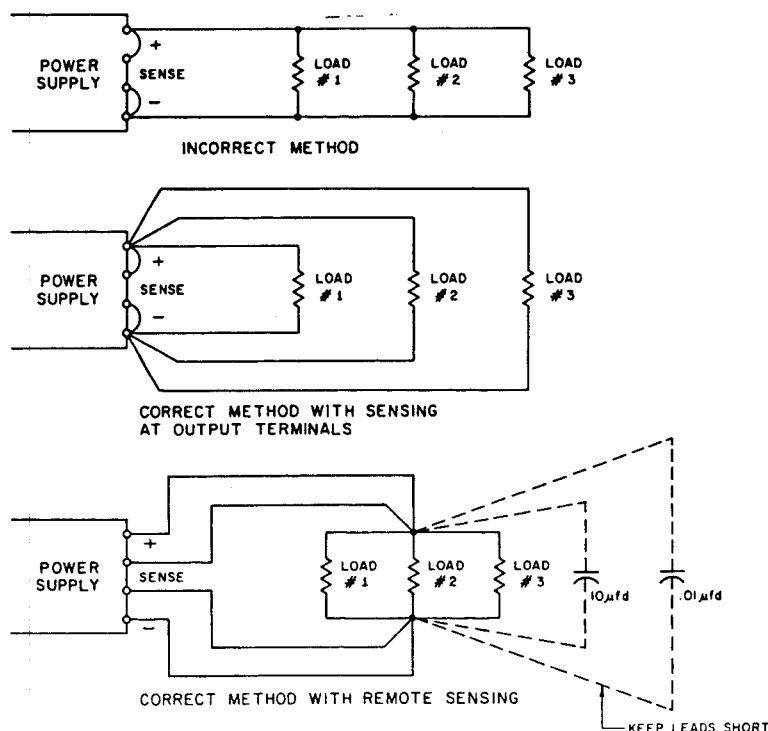 POWER SUPPLY
+
SENSE
−
LOAD #1
LOAD #2
LOAD #3
INCORRECT METHOD
POWER SUPPLY
+
SENSE
−
LOAD #1
LOAD #2
LOAD #3
CORRECT METHOD WITH SENSING
AT OUTPUT TERMINALS
POWER SUPPLY
+
SENSE
−
LOAD #1
LOAD #2
LOAD #3
10µfd
.01µfd
CORRECT METHOD WITH REMOTE SENSING
KEEP LEADS SHORT